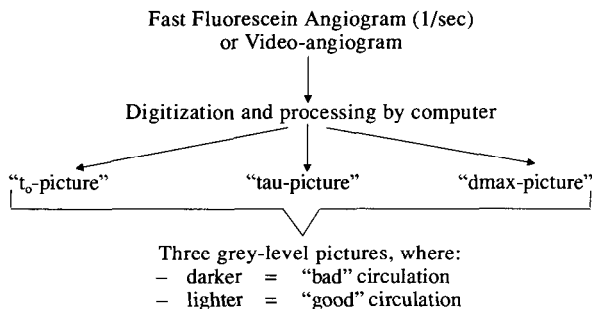 Fast Fluorescein Angiogram (1/sec)
or Video-angiogram
Digitization and processing by computer
“to-picture” “tau-picture” “dmax-picture”
Three grey-level pictures, where:
– darker = “bad” circulation
– lighter = “good” circulation